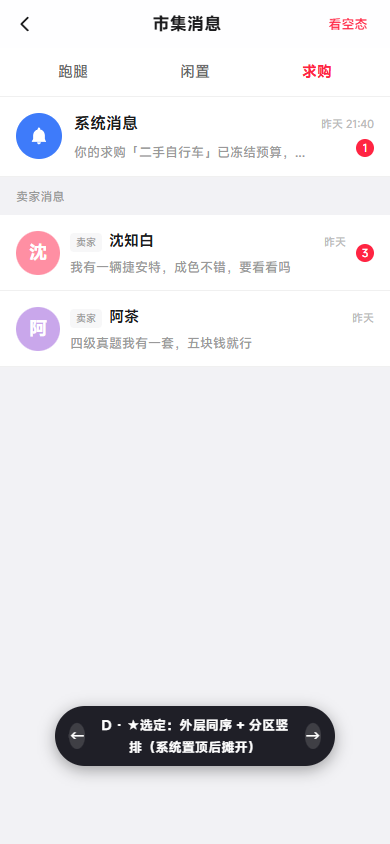 市集消息
看空态
跑腿
闲置
求购
系统消息
昨天 21:40
你的求购「二手自行车」已冻结预算，...
1
卖家消息
沈
卖家
沈知白
昨天
我有一辆捷安特，成色不错，要看看吗
3
阿
卖家
阿茶
昨天
四级真题我有一套，五块钱就行
← D · ★选定：外层同序 + 分区竖 →
排（系统置顶后摊开）